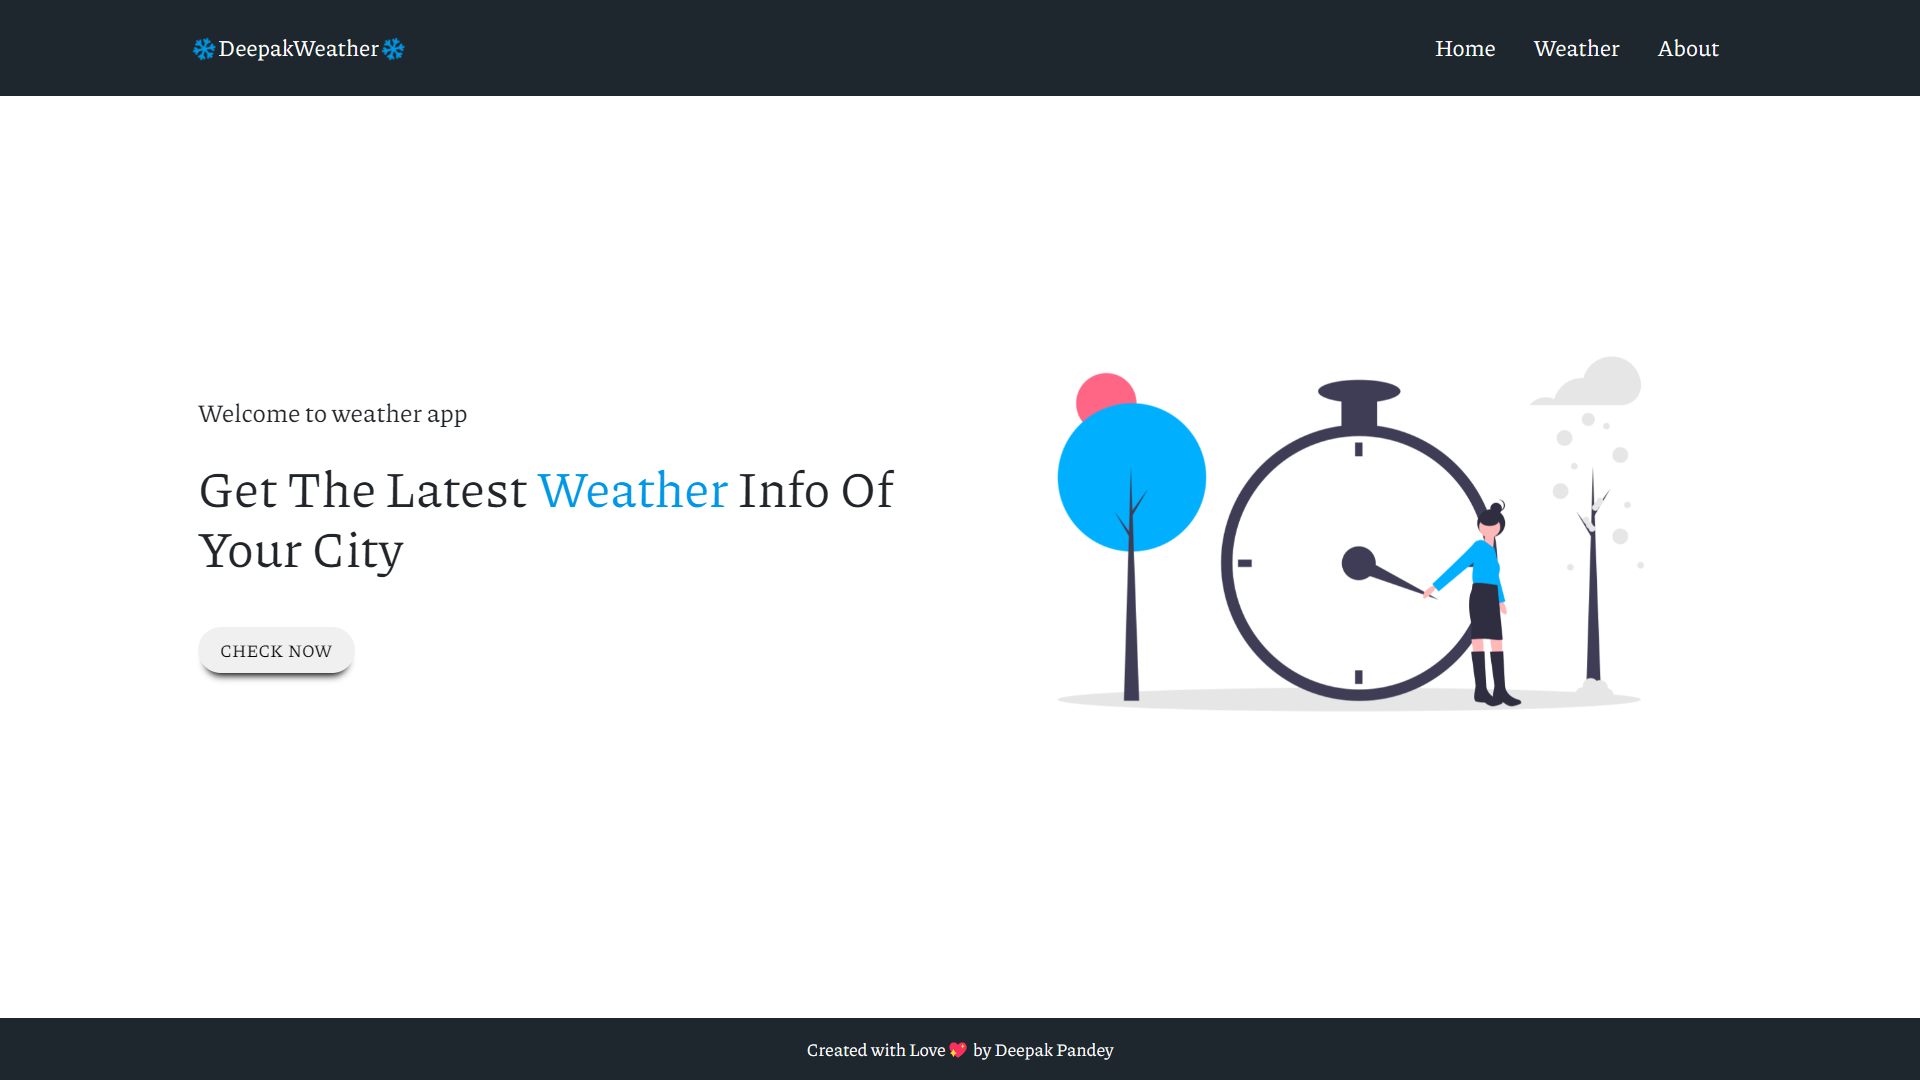 ❄DeepakWeather❄
Home
Weather
About
Welcome to weather app
Get The Latest Weather Info Of
Your City
CHECK NOW
Created with Love 💖 by Deepak Pandey